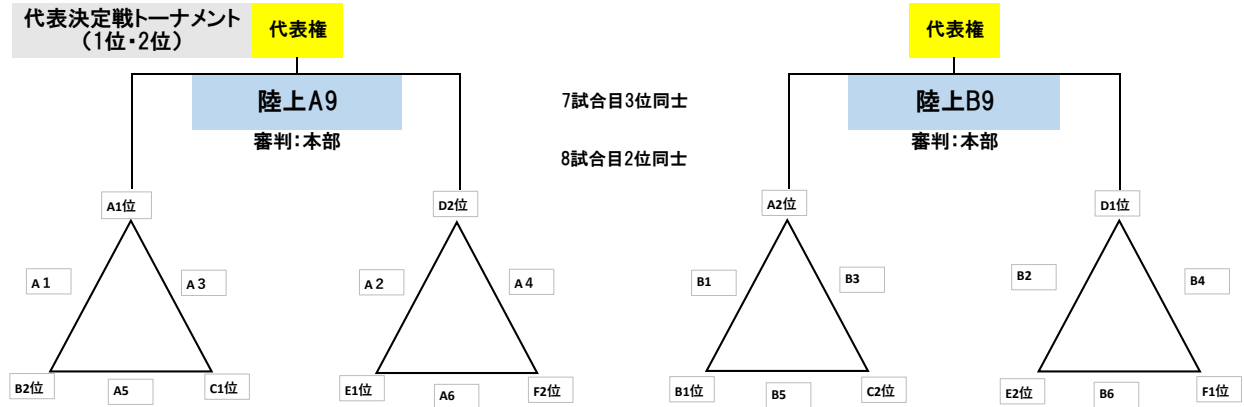 代表決定戦トーナメント
（1位・2位）
代表権
代表権
陸上A9
7試合目3位同士
陸上B9
審判：本部
審判：本部
8試合目2位同士
A1位
D2位
A2位
D1位
A１
A３
A２
A４
B1
B3
B2
B4
B2位
A5
C1位
E1位
A6
F2位
B1位
B5
C2位
E2位
B6
F1位